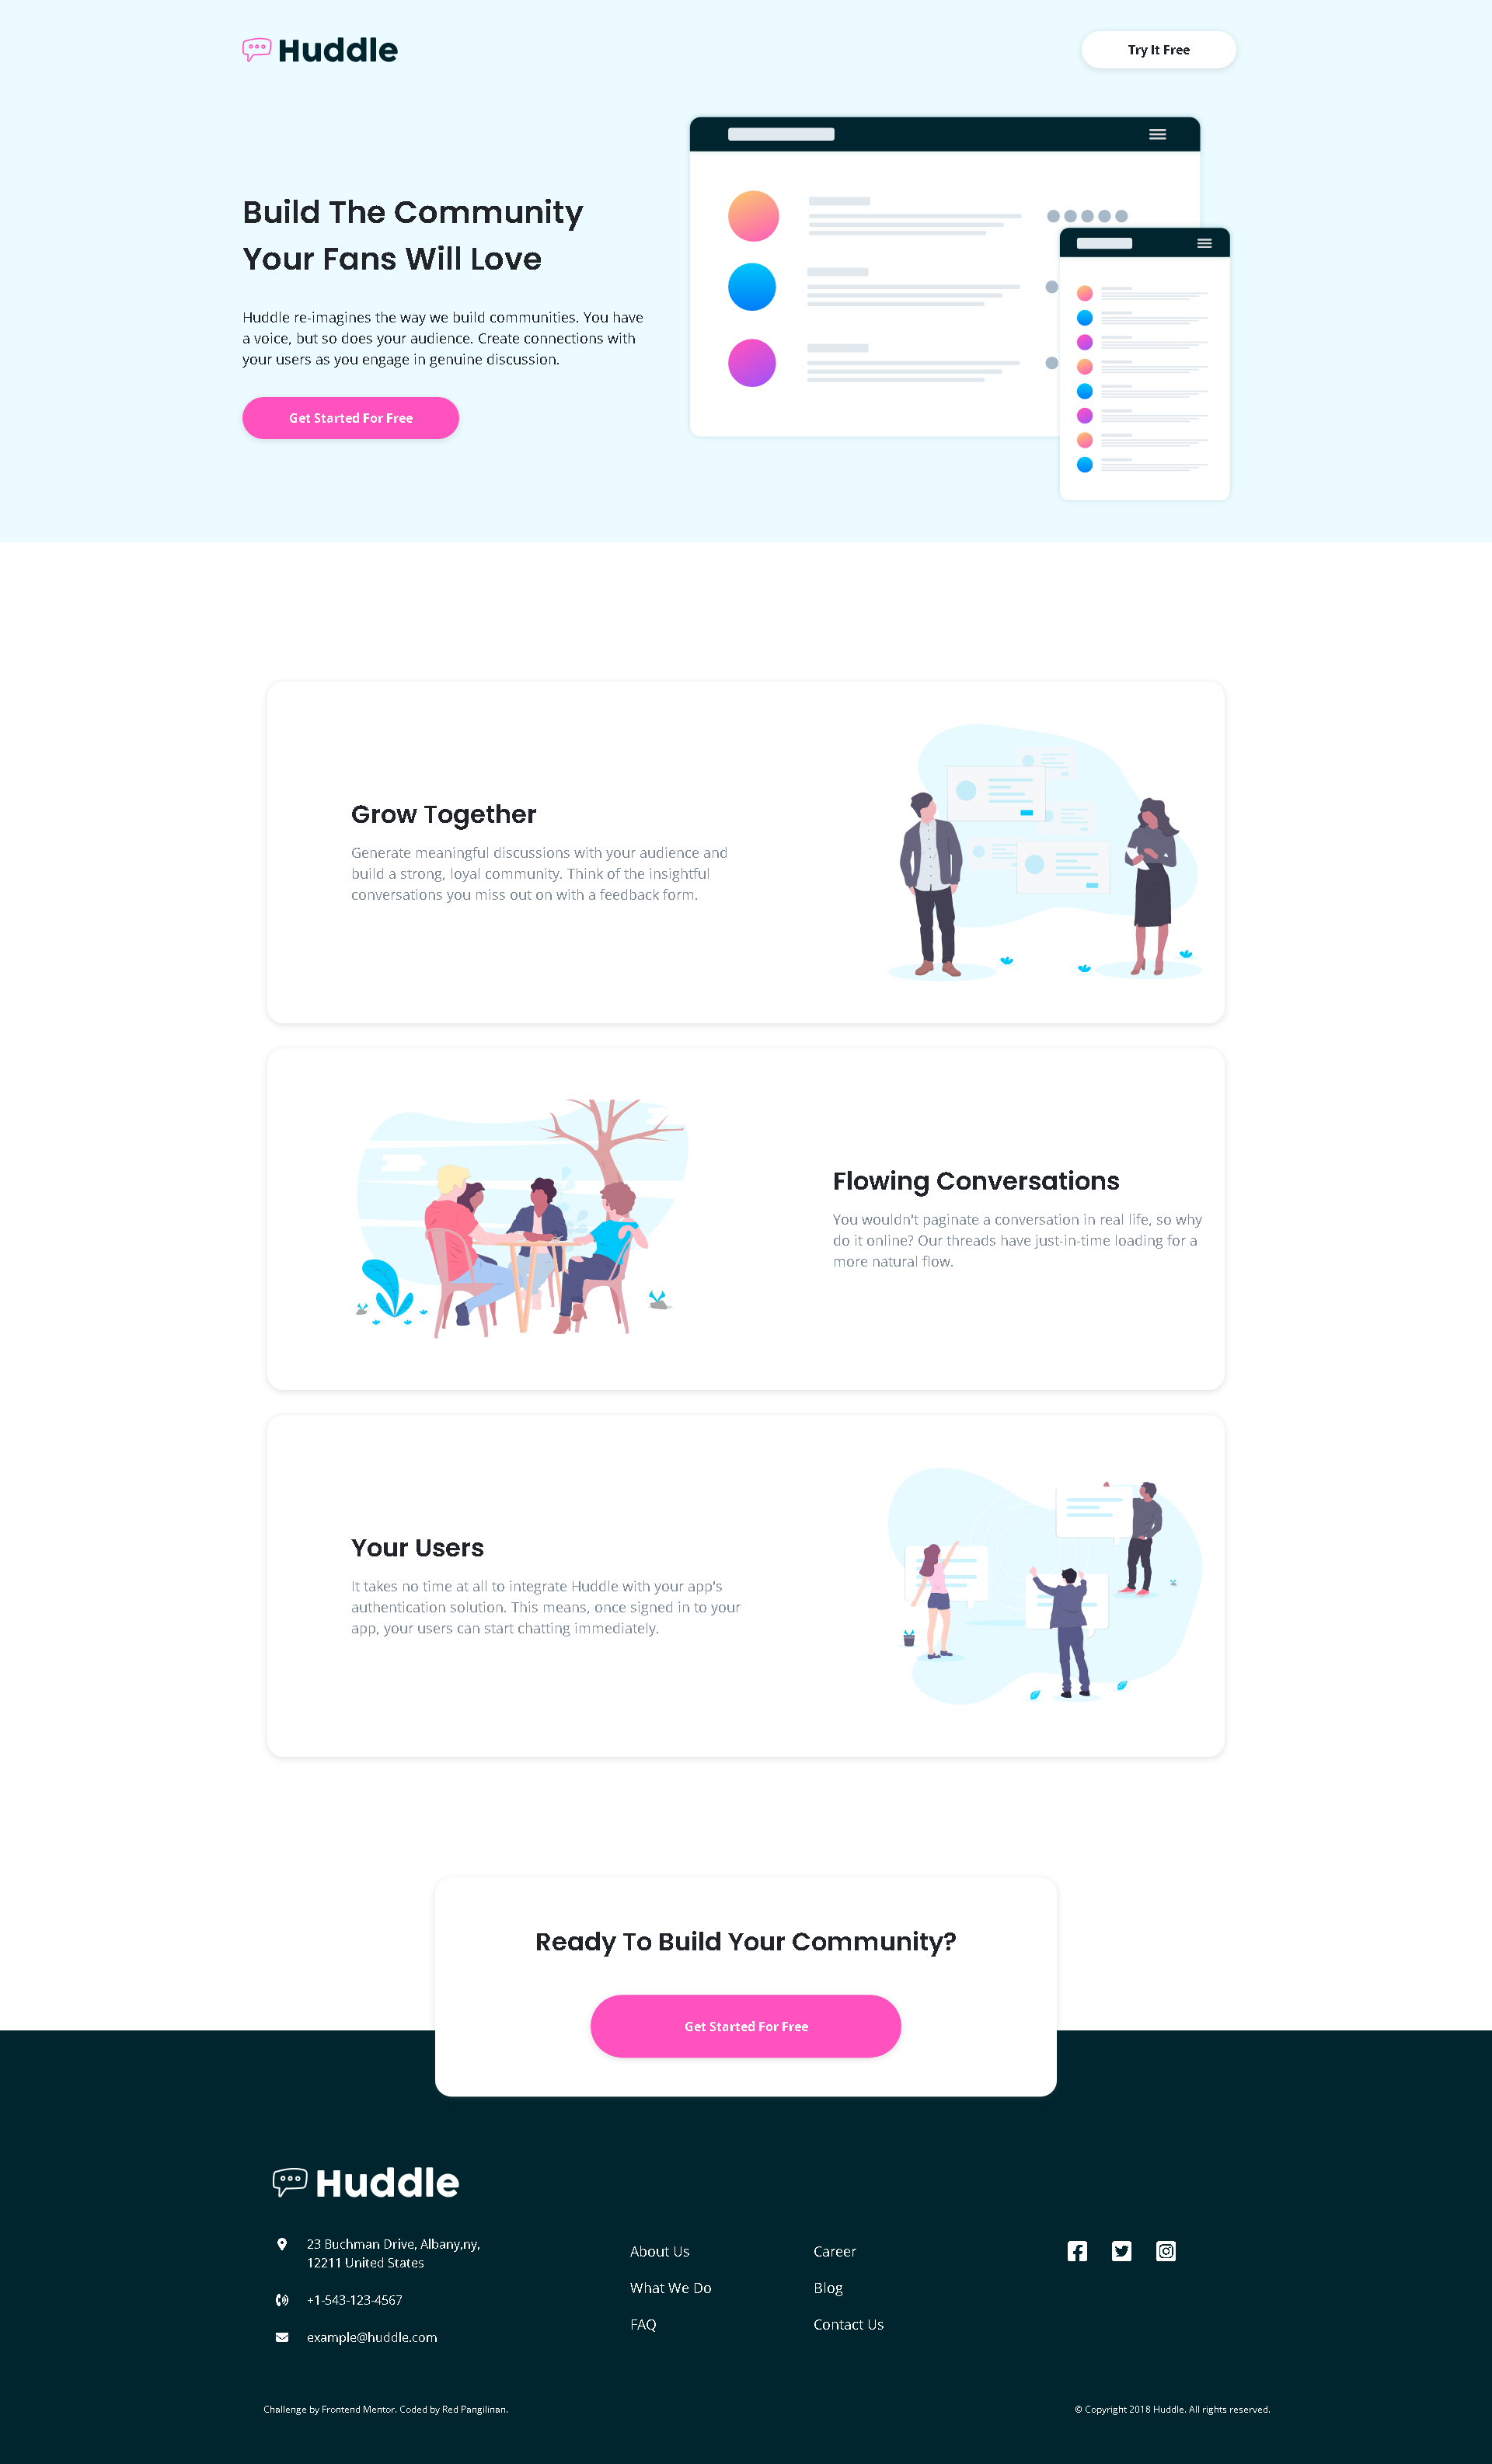 Huddle
Try It Free
Build The Community
Your Fans Will Love
Huddle re-imagines the way we build communities. You have
a voice, but so does your audience. Create connections with
your users as you engage in genuine discussion.
Get Started For Free
Grow Together
Generate meaningful discussions with your audience and
build a strong, loyal community. Think of the insightful
conversations you miss out on with a feedback form.
Flowing Conversations
You wouldn't paginate a conversation in real life, so why
do it online? Our threads have just-in-time loading for a
more natural flow.
Your Users
It takes no time at all to integrate Huddle with your app's
authentication solution. This means, once signed in to your
app, your users can start chatting immediately.
Ready To Build Your Community?
Get Started For Free
Huddle
23 Buchman Drive, Albany,ny,
12211 United States
+1-543-123-4567
example@huddle.com
About Us
What We Do
FAQ
Career
Blog
Contact Us
Challenge by Frontend Mentor. Coded by Red Pangilinan.
© Copyright 2018 Huddle. All rights reserved.